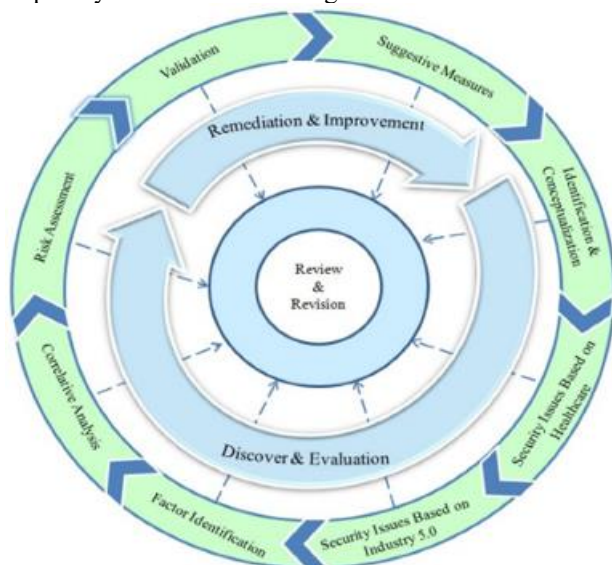 Validation
Suggestive Measures
Identification &
Conceptualization
Security Issues Based on
Healthcare
Security Issues Based on
Industry 5.0
Factor Identification
Correlative Analysis
Risk Assessment
Remediation & Improvement
Discover & Evaluation
Review
&
Revision